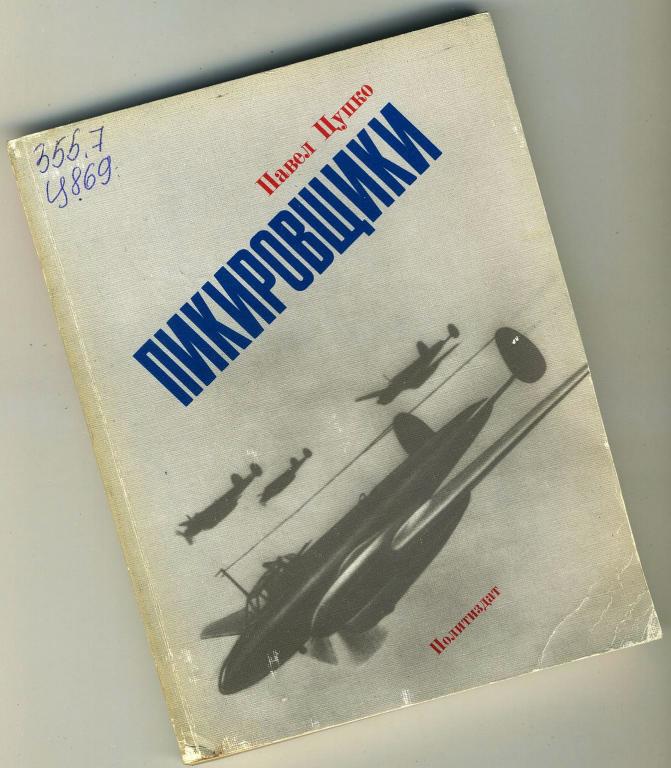 355.7
Ц869
Павел Цупко
ПИКИРОВЩИКИ
Политиздат